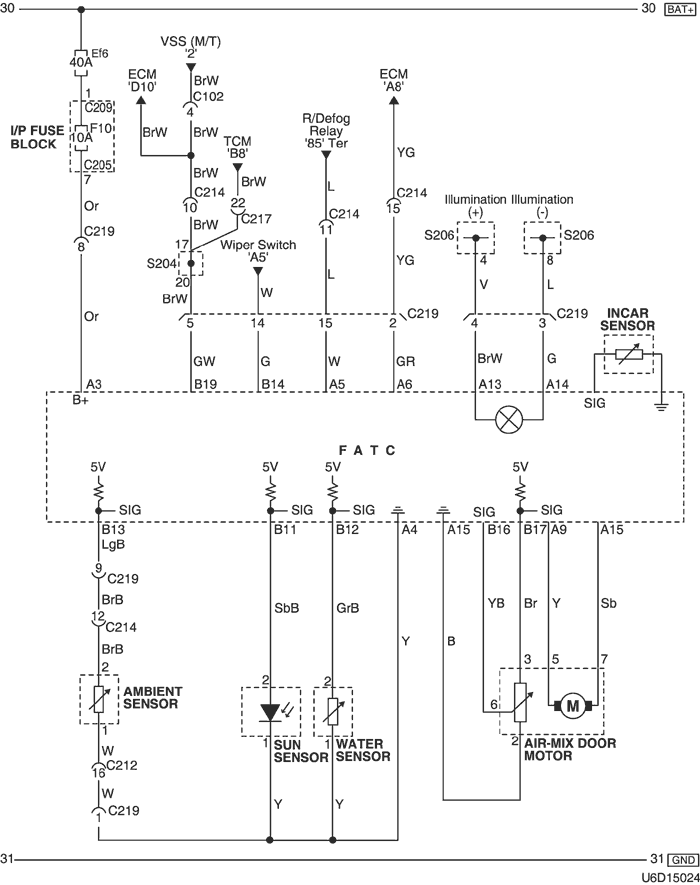 30
30 BAT+
Ef6
40A
1
C209
F10
10A
I/P FUSE
BLOCK
C205
7
Or
C219
8
Or
A3
B+
VSS (M/T)
'2'
BrW
C102
4
ECM
'D10'
BrW
BrW
BrW
C214
10
BrW
17
S204
20
BrW
TCM
'B8'
BrW
22
C217
Wiper Switch
'A5'
W
R/Defog
Relay
'85' Ter
L
C214
11
L
ECM
'A8'
YG
C214
15
YG
Illumination
(+)
Illumination
(-)
S206
S206
4
8
V
L
5
14
15
2
C219
4
3
C219
GW
G
W
GR
BrW
G
B19
B14
A5
A6
A13
A14
INCAR
SENSOR
SIG
F A T C
5V
5V
5V
5V
SIG
SIG
SIG
SIG
SIG
B13
B11
B12
A4
A15
B16
B17
A9
A15
LgB
9
C219
BrB
12
C214
BrB
2
AMBIENT
SENSOR
1
W
C212
16
W
C219
1
SbB
2
1
SUN
SENSOR
Y
GrB
2
1
WATER
SENSOR
Y
Y
B
YB
Br
Y
Sb
3
5
7
6
M
2
AIR-MIX DOOR
MOTOR
31
31 GND
U6D15024